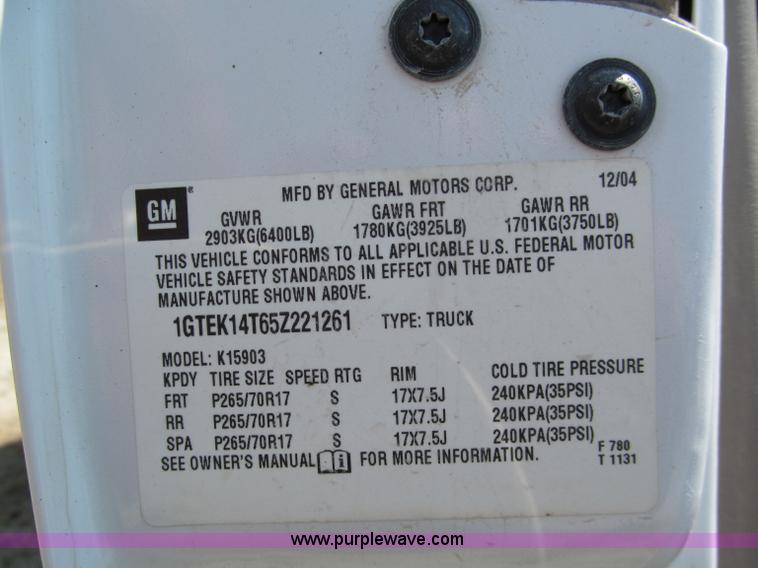 GM MFD BY GENERAL MOTORS CORP. 12/04
GVWR GAWR FRT GAWR RR
2903KG(6400LB) 1780KG(3925LB) 1701KG(3750LB)
THIS VEHICLE CONFORMS TO ALL APPLICABLE U.S. FEDERAL MOTOR
VEHICLE SAFETY STANDARDS IN EFFECT ON THE DATE OF
MANUFACTURE SHOWN ABOVE.
1GTEK14T65Z221261 TYPE: TRUCK
MODEL: K15903
KPDY TIRE SIZE SPEED RTG RIM COLD TIRE PRESSURE
FRT P265/70R17 S 17X7.5J 240KPA(35PSI)
RR P265/70R17 S 17X7.5J 240KPA(35PSI)
SPA P265/70R17 S 17X7.5J 240KPA(35PSI)
SEE OWNER'S MANUAL i FOR MORE INFORMATION.
F 780
T 1131
www.purplewave.com